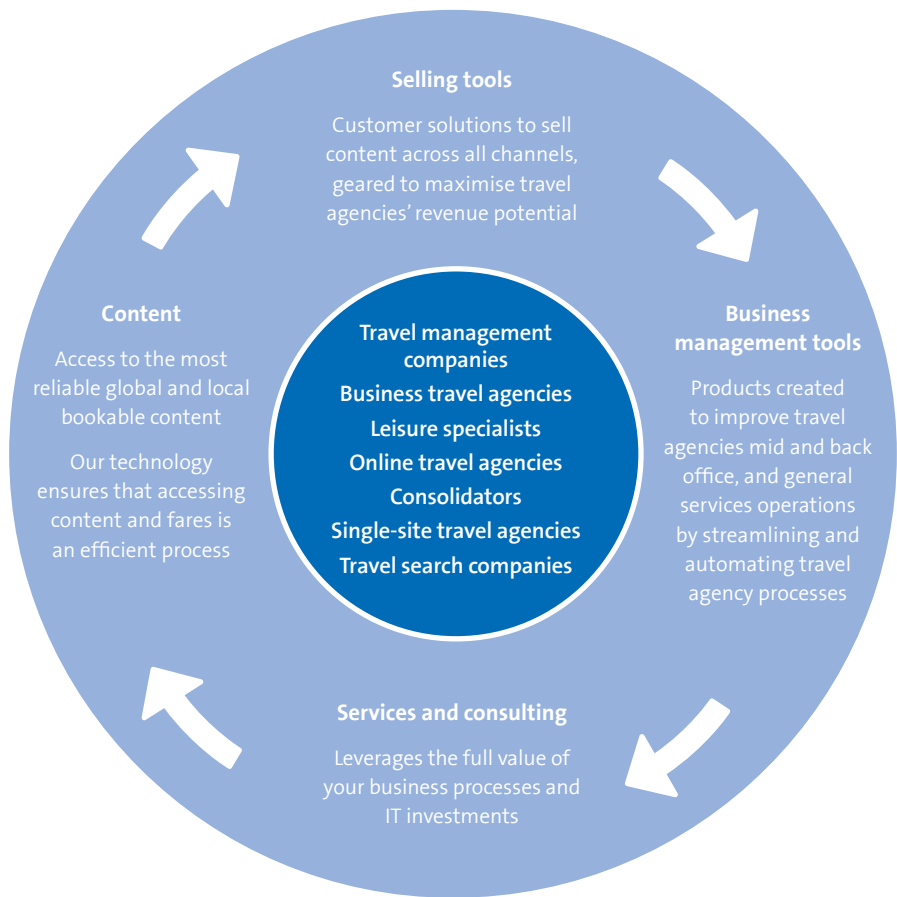 Selling tools
Customer solutions to sell
content across all channels,
geared to maximise travel
agencies’ revenue potential
Content
Access to the most
reliable global and local
bookable content
Our technology
ensures that accessing
content and fares is
an efficient process
Travel management
companies
Business travel agencies
Leisure specialists
Online travel agencies
Consolidators
Single-site travel agencies
Travel search companies
Business
management tools
Products created
to improve travel
agencies mid and back
office, and general
services operations
by streamlining and
automating travel
agency processes
Services and consulting
Leverages the full value of
your business processes and
IT investments